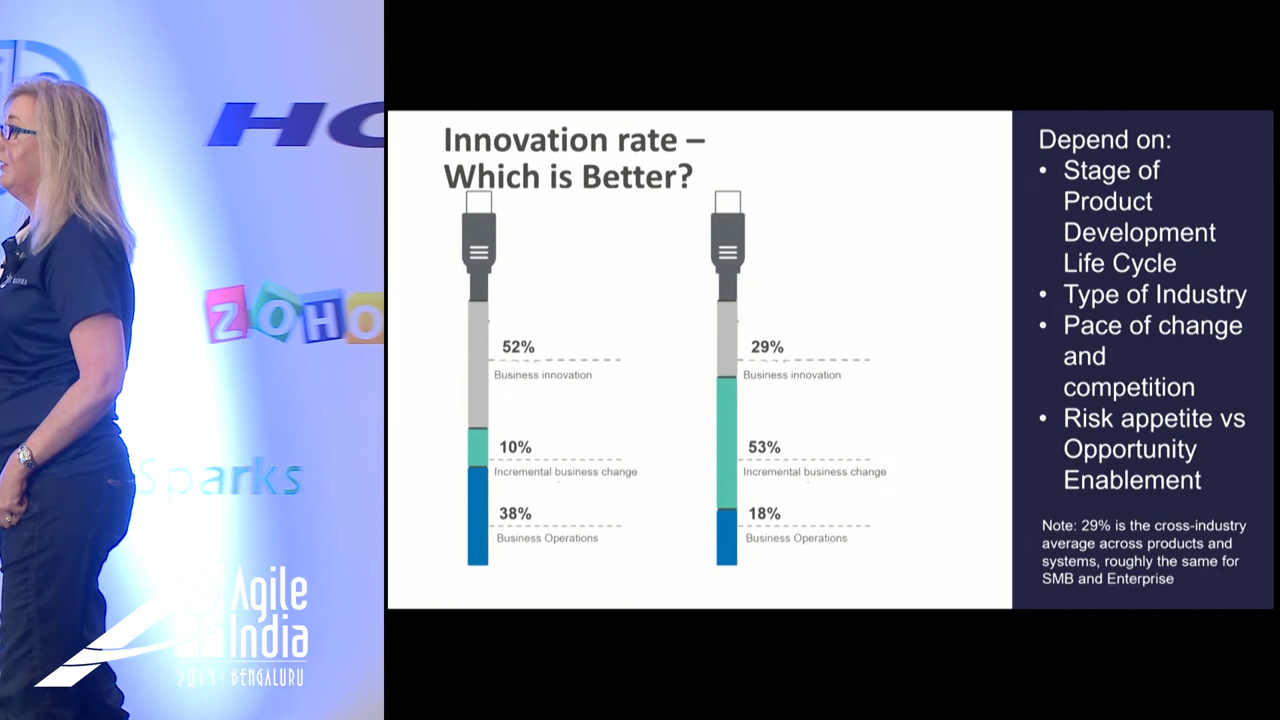 HC
ZOHO
Sparks
Agile
India
BENGALURU
Innovation rate –
Which is Better?
52%
Business innovation
10%
Incremental business change
38%
Business Operations
29%
Business innovation
53%
Incremental business change
18%
Business Operations
Depend on:
• Stage of
Product
Development
Life Cycle
• Type of Industry
• Pace of change
and
competition
• Risk appetite vs
Opportunity
Enablement
Note: 29% is the cross-industry
average across products and
systems, roughly the same for
SMB and Enterprise